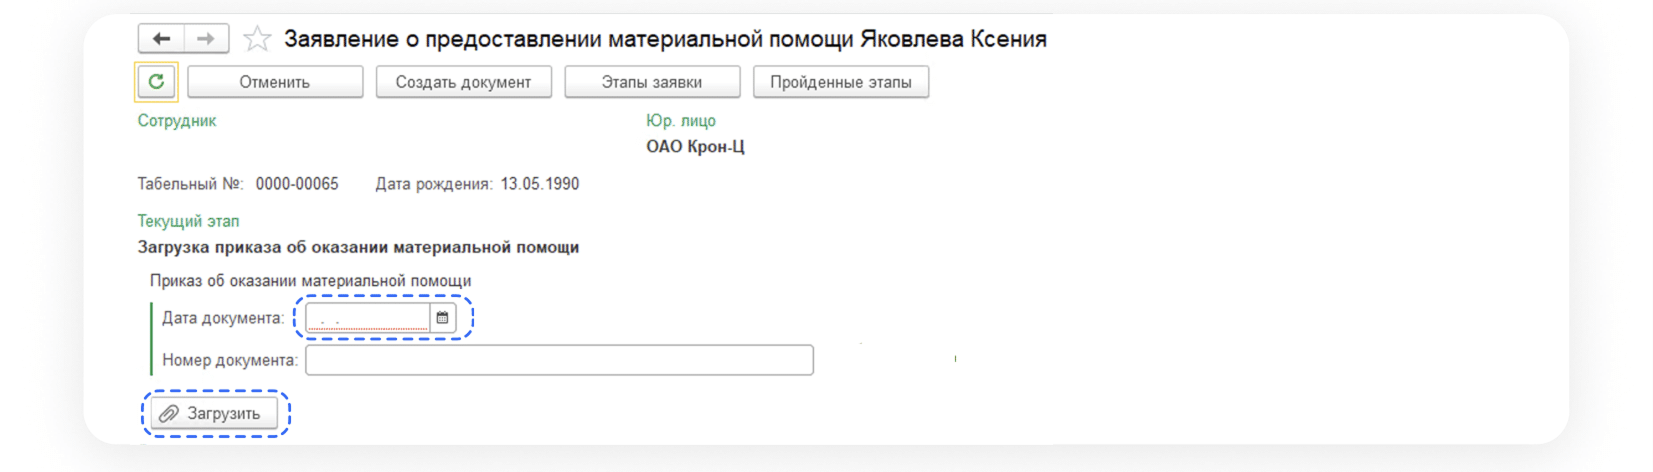 Заявление о предоставлении материальной помощи Яковлева Ксения
Отменить Создать документ Этапы заявки Пройденные этапы
Сотрудник Юр. лицо
ОАО Крон-Ц
Табельный №: 0000-00065 Дата рождения: 13.05.1990
Текущий этап
Загрузка приказа об оказании материальной помощи
Приказ об оказании материальной помощи
Дата документа: . .
Номер документа:
Загрузить